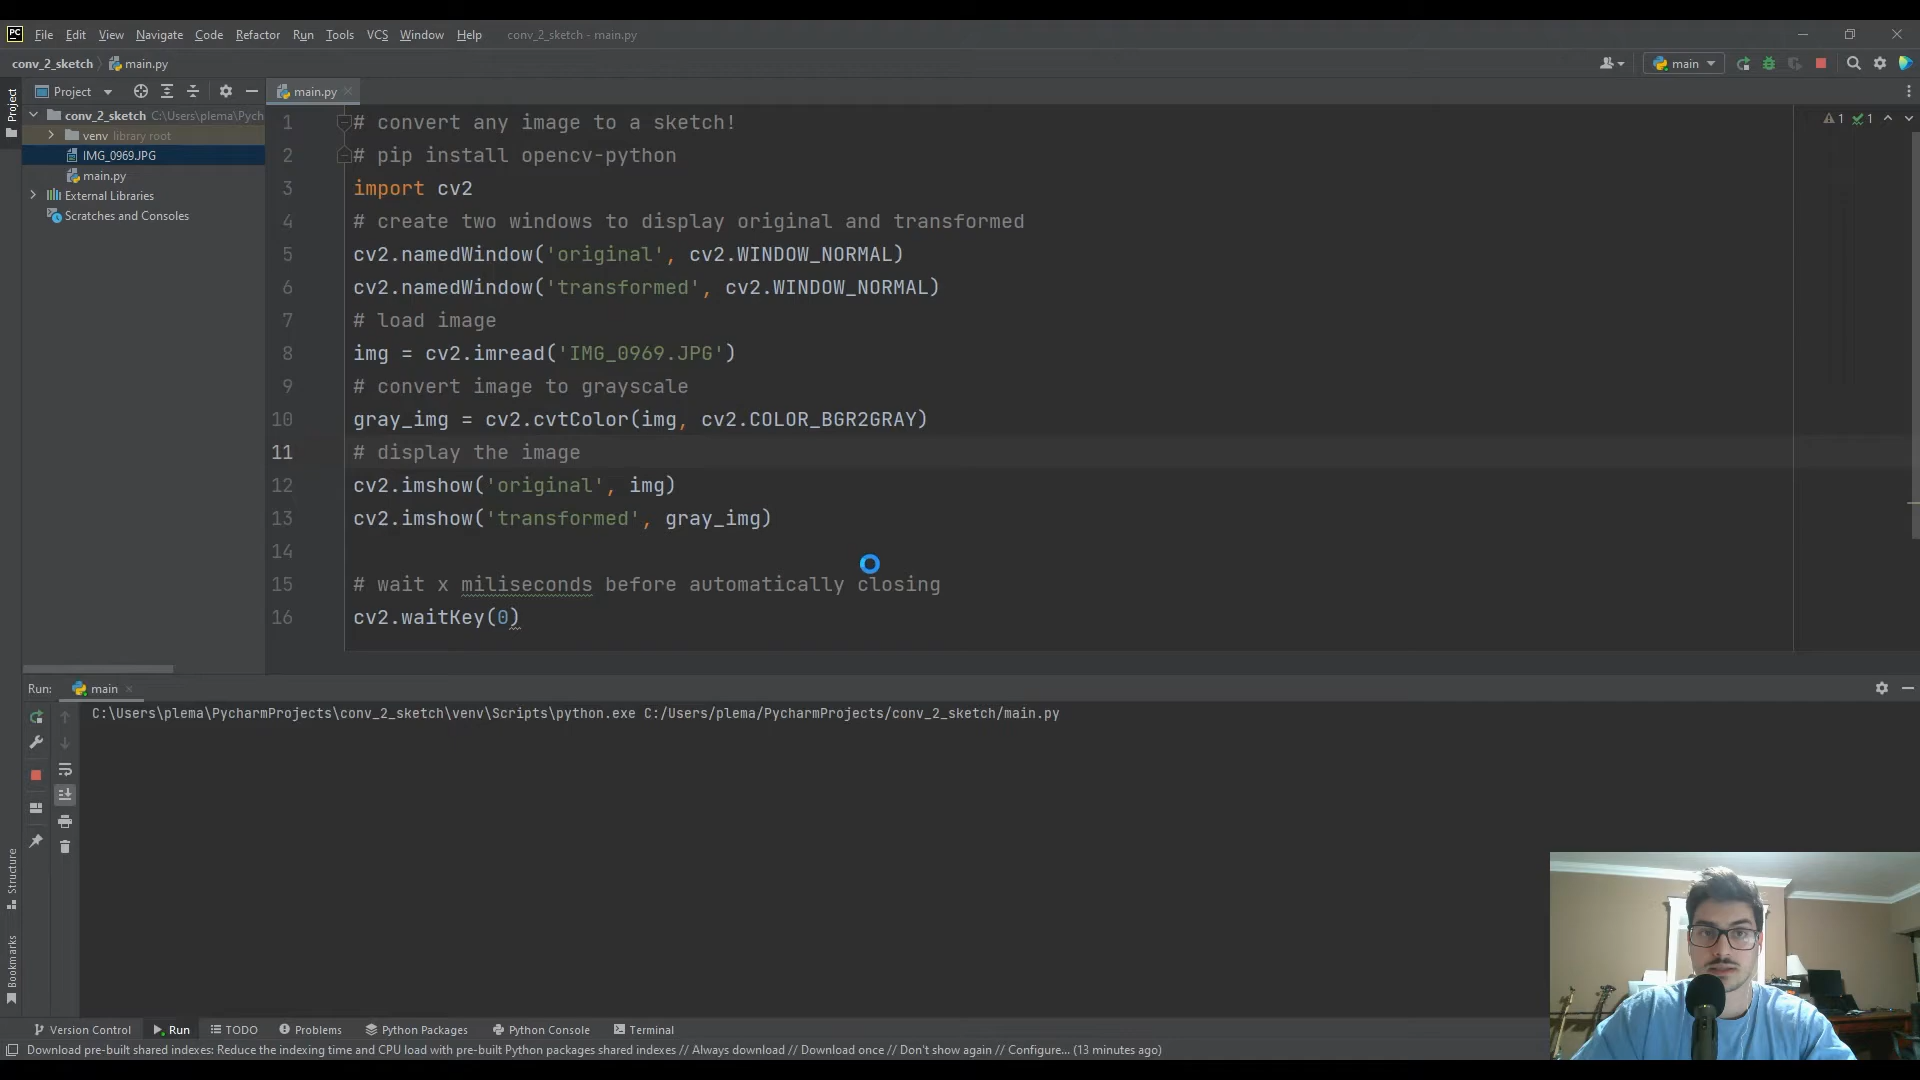 PC File Edit View Navigate Code Refactor Run Tools VCS Window Help conv_2_sketch - main.py
conv_2_sketch main.py main
Project main.py
Project
conv_2_sketch C:\Users\plema\Pych
venv library root
IMG_0969.JPG
main.py
External Libraries
Scratches and Consoles
1 # convert any image to a sketch!
2 # pip install opencv-python
3 import cv2
4 # create two windows to display original and transformed
5 cv2.namedWindow('original', cv2.WINDOW_NORMAL)
6 cv2.namedWindow('transformed', cv2.WINDOW_NORMAL)
7 # load image
8 img = cv2.imread('IMG_0969.JPG')
9 # convert image to grayscale
10 gray_img = cv2.cvtColor(img, cv2.COLOR_BGR2GRAY)
11 # display the image
12 cv2.imshow('original', img)
13 cv2.imshow('transformed', gray_img)
14
15 # wait x miliseconds before automatically closing
16 cv2.waitKey(0)
1 1
Run: main
C:\Users\plema\PycharmProjects\conv_2_sketch\venv\Scripts\python.exe C:/Users/plema/PycharmProjects/conv_2_sketch/main.py
Structure
Bookmarks
Version Control Run TODO Problems Python Packages Python Console Terminal
Download pre-built shared indexes: Reduce the indexing time and CPU load with pre-built Python packages shared indexes // Always download // Download once // Don't show again // Configure... (13 minutes ago)